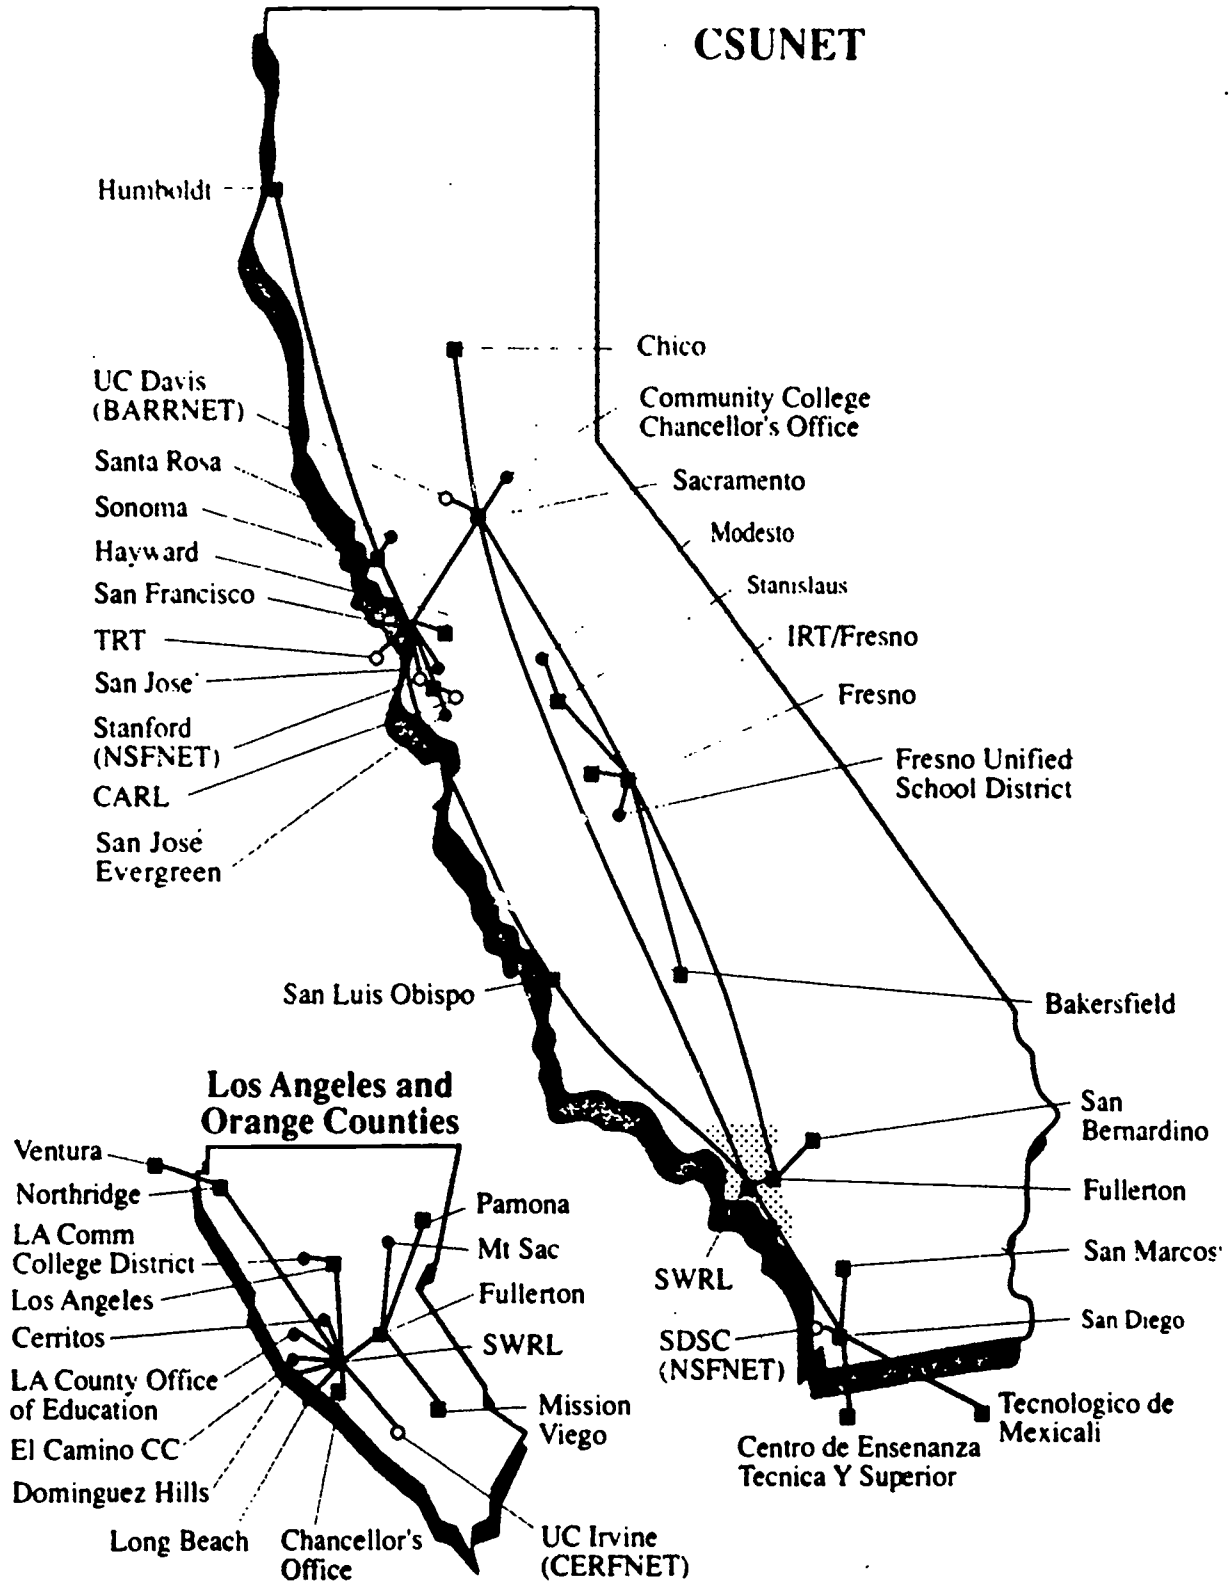 CSUNET
Humboldt
Chico
UC Davis
(BARRNET)
Community College
Chancellor's Office
Santa Rosa
Sacramento
Sonoma
Modesto
Hayward
Stanislaus
San Francisco
IRT/Fresno
TRT
San Jose
Fresno
Stanford
(NSFNET)
Fresno Unified
School District
CARL
San José
Evergreen
San Luis Obispo
Bakersfield
Los Angeles and
Orange Counties
San
Bernardino
Ventura
Northridge
Pamona
Fullerton
LA Comm
College District
Mt Sac
San Marcos
Los Angeles
Fullerton
SWRL
Cerritos
SWRL
San Diego
SDSC
(NSFNET)
LA County Office
of Education
Mission
Viego
Tecnologico de
Mexicali
El Camino CC
Centro de Ensenanza
Tecnica Y Superior
Dominguez Hills
Long Beach
Chancellor's
Office
UC Irvine
(CERFNET)